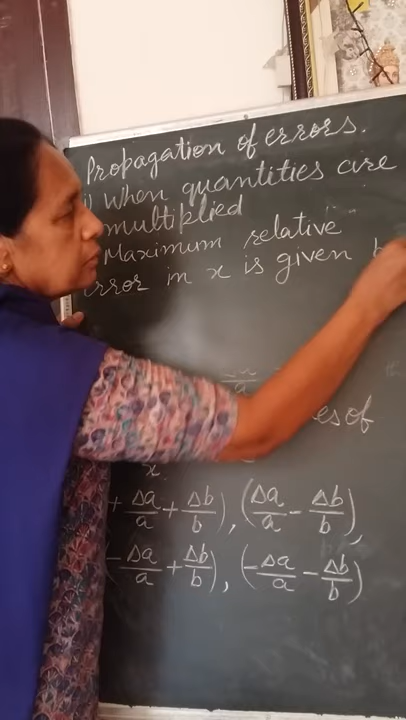 Propagation of errors.
1) When quantities are
multiplied
Maximum relative
error in x is given b
Δa/a
es of
x.
+ Δa/a + Δb/b), (Δa/a - Δb/b),
(-Δa/a + Δb/b), (-Δa/a - Δb/b)